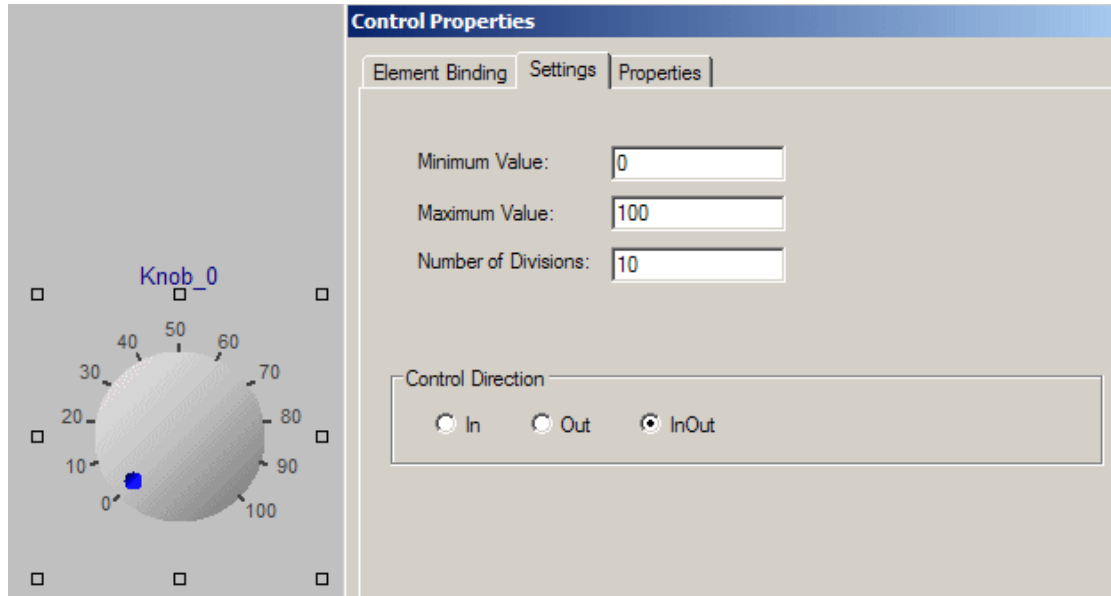 Control Properties
Element Binding Settings Properties
Minimum Value: 0
Maximum Value: 100
Number of Divisions: 10
Control Direction
In Out InOut
Knob_0
50
40 60
30 70
20 80
10 90
0 100